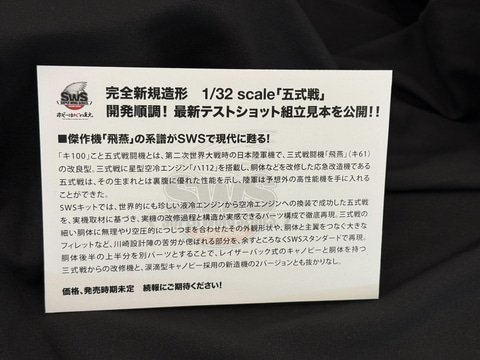 SWS
SUPER WING SERIES
完全新規造形 1/32 scale「五式戦」
開発順調! 最新テストショット組立見本を公開!!
■傑作機「飛燕」の系譜がSWSで現代に甦る!
「キ100」こと五式戦闘機とは、第二次世界大戦時の日本陸軍機で、三式戦闘機「飛燕」(キ61)
の改良型。三式戦に星型空冷エンジン「ハ112」を搭載し、胴体などを改修した応急改造機である
五式戦は、その生まれとは裏腹に優れた性能を示し、陸軍は予想外の高性能機を手に入れる
ことができた。
SWSキットでは、世界的にも珍しい液冷エンジンから空冷エンジンへの換装で成功した五式戦
を、実機取材に基づき、実機の改修過程と構造が実感できるパーツ構成で徹底再現。三式戦の
細い胴体に無理やり空圧的につじつまを合わせたその外観形状や、胴体と主翼をつなぐ大きな
フィレットなど、川崎設計陣の苦労が偲ばれる部分を、余すところなくSWSスタンダードで再現。
胴体後半の上半分を別パーツとすることで、レイザーバック式のキャノピーと胴体を持つ
三式戦からの改修機と、涙滴型キャノピー採用の新造機の2バージョンとも抜かりなし。
価格、発売時期未定 続報にご期待ください!